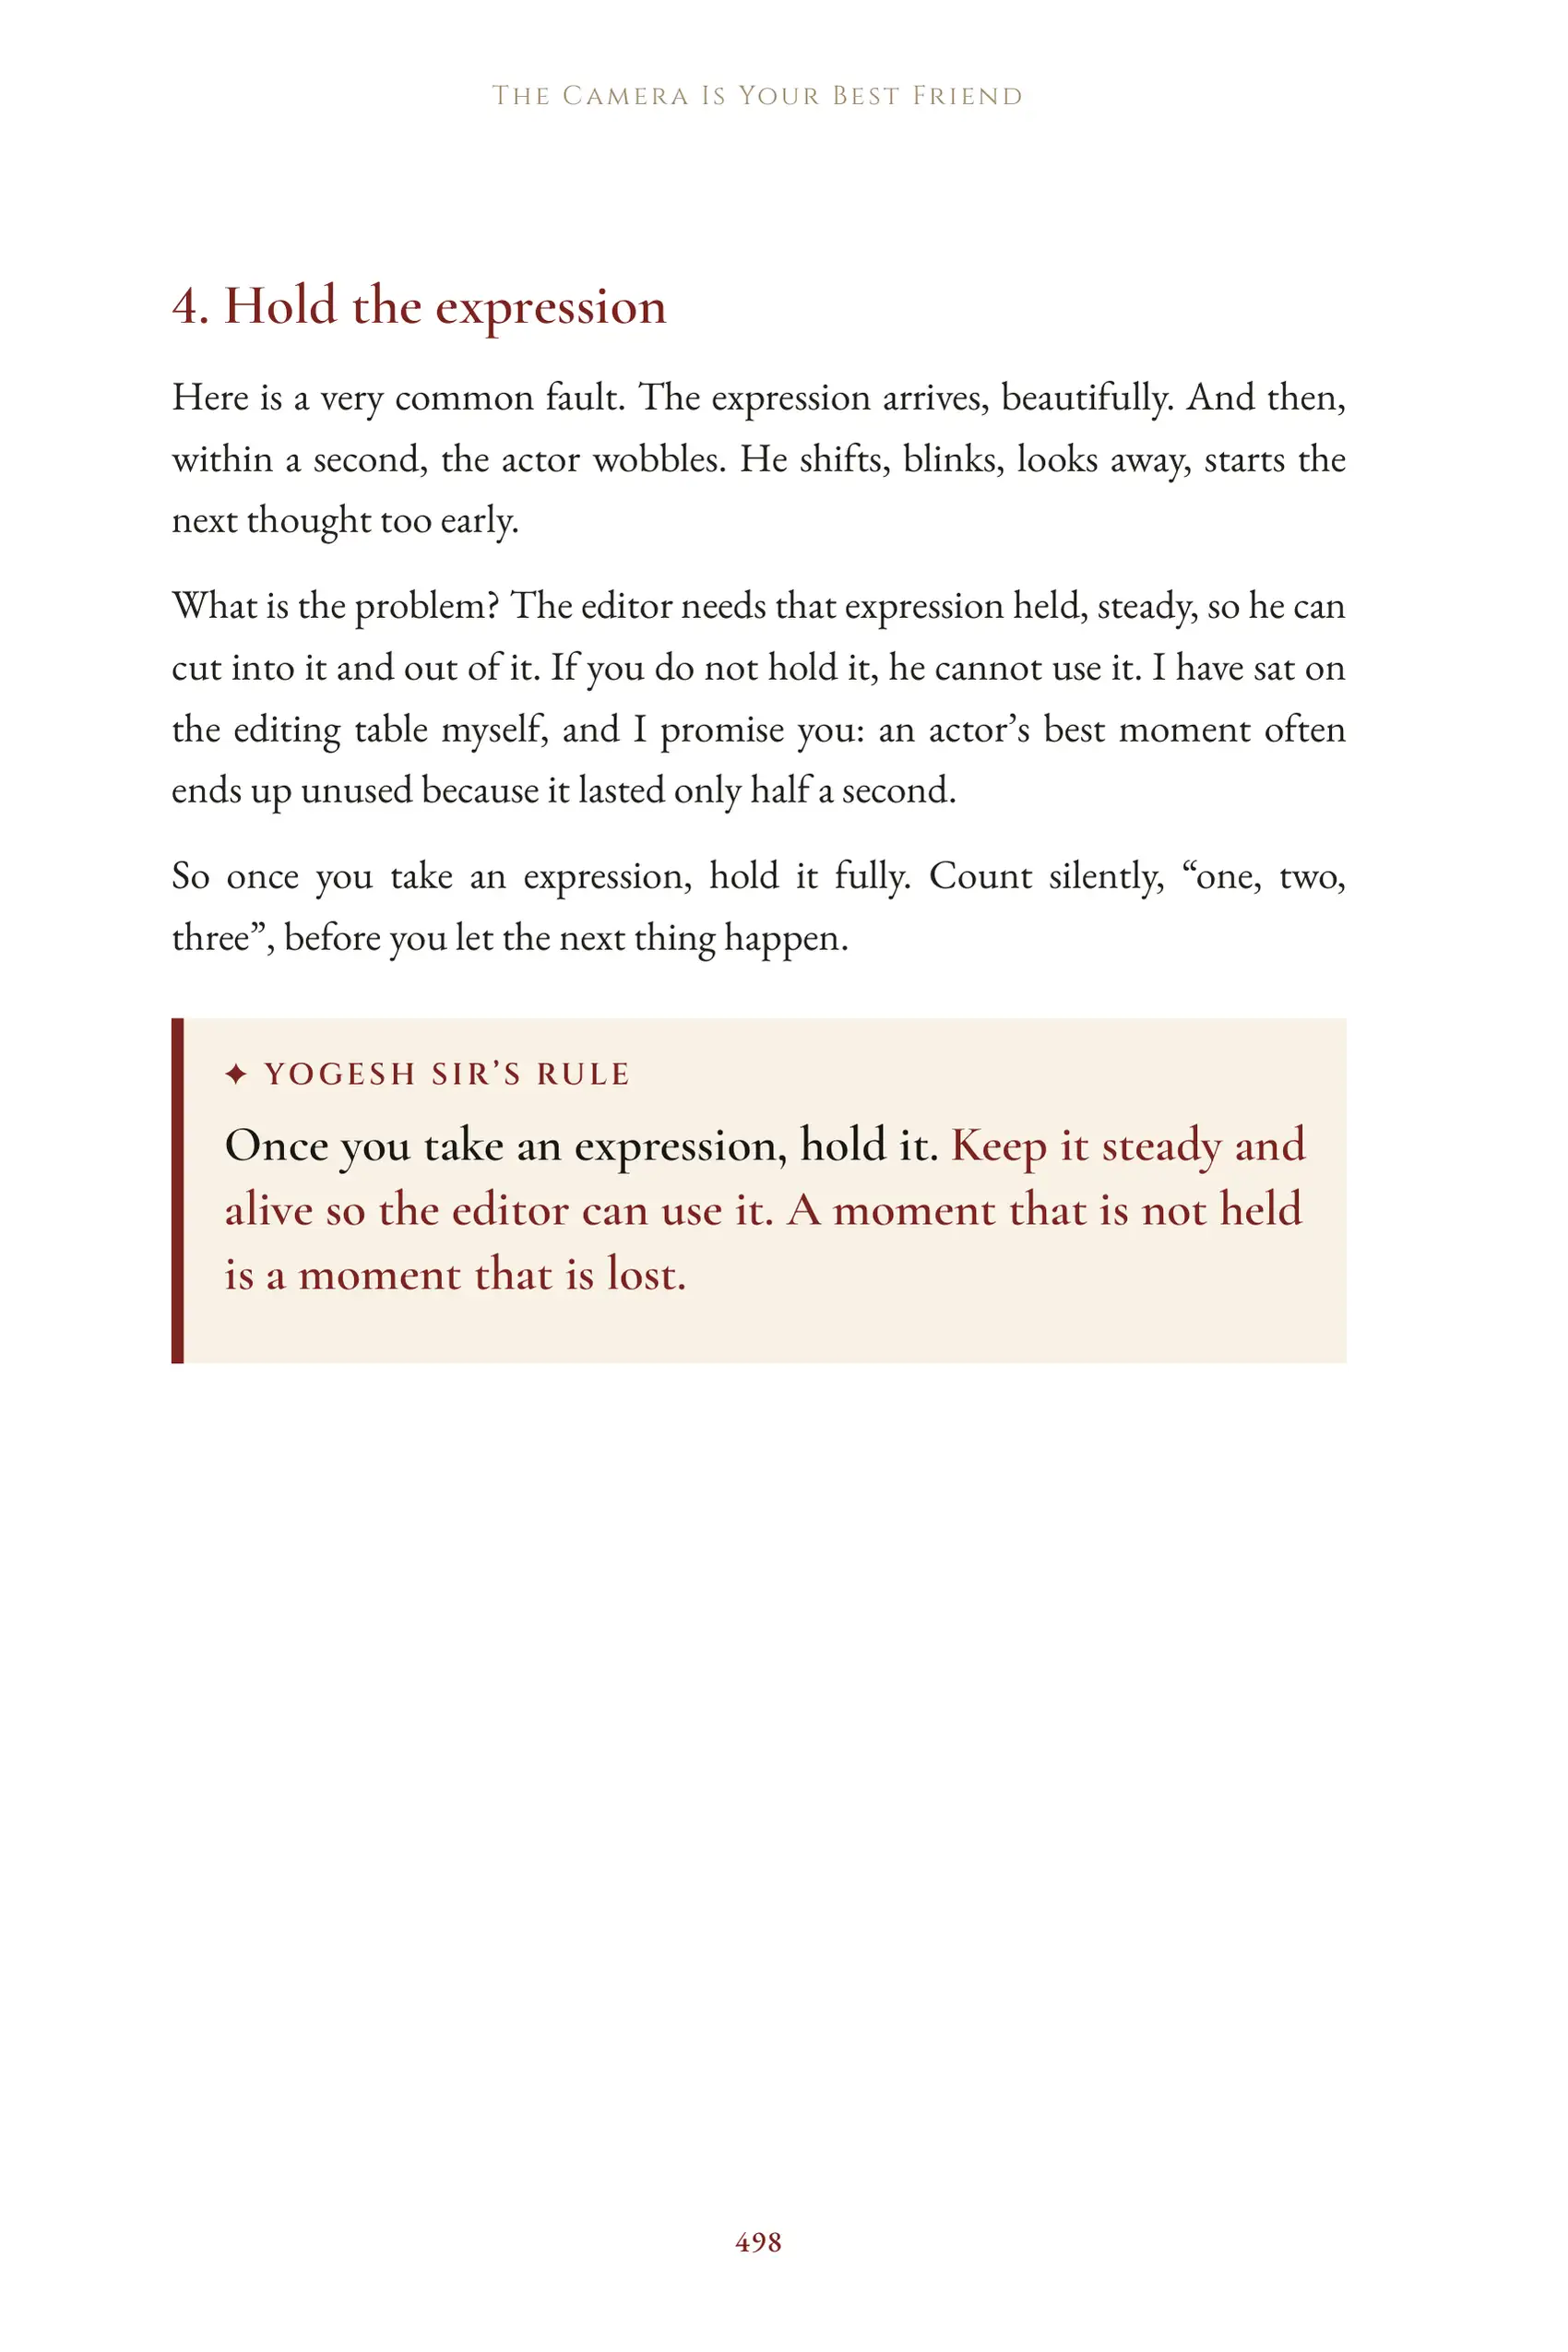 The Camera Is Your Best Friend
4. Hold the expression
Here is a very common fault. The expression arrives, beautifully. And then,
within a second, the actor wobbles. He shifts, blinks, looks away, starts the
next thought too early.
What is the problem? The editor needs that expression held, steady, so he can
cut into it and out of it. If you do not hold it, he cannot use it. I have sat on
the editing table myself, and I promise you: an actor’s best moment often
ends up unused because it lasted only half a second.
So once you take an expression, hold it fully. Count silently, “one, two,
three”, before you let the next thing happen.
✦ YOGESH SIR’S RULE
Once you take an expression, hold it. Keep it steady and
alive so the editor can use it. A moment that is not held
is a moment that is lost.
498